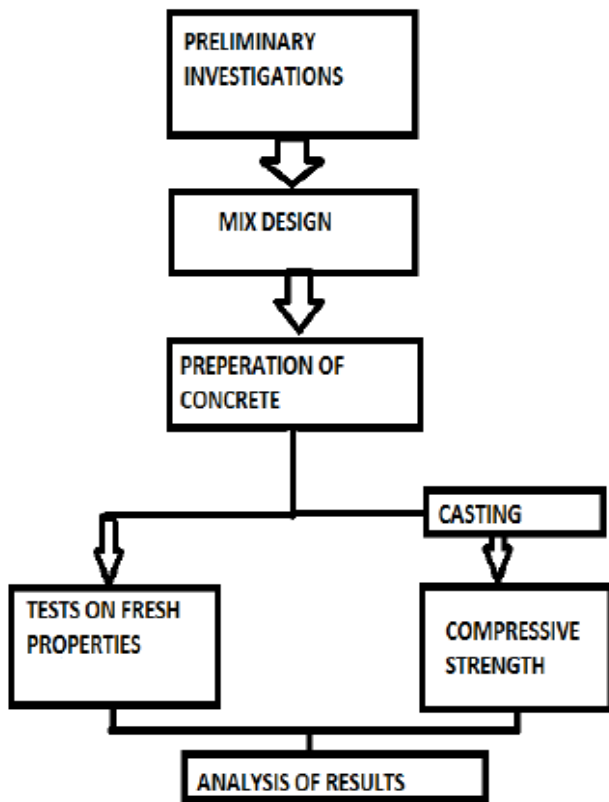 PRELIMINARY
INVESTIGATIONS
MIX DESIGN
PREPERATION OF
CONCRETE
CASTING
TESTS ON FRESH
PROPERTIES
COMPRESSIVE
STRENGTH
ANALYSIS OF RESULTS